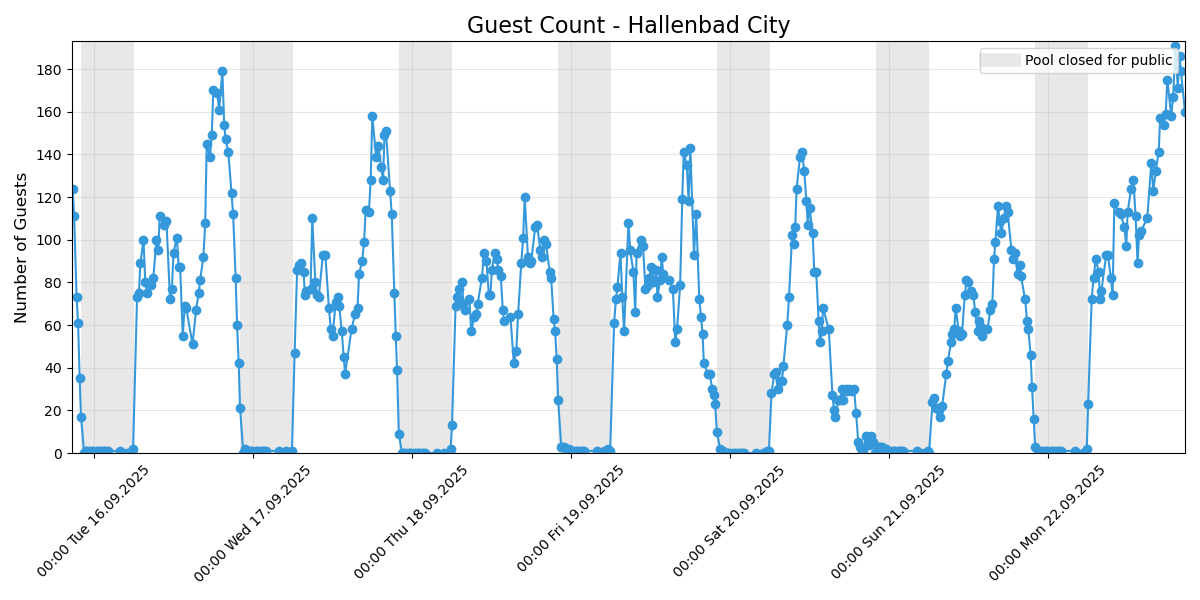 Guest Count - Hallenbad City
Pool closed for public
Number of Guests
180
160
140
120
100
80
60
40
20
0
00:00 Tue 16.09.2025
00:00 Wed 17.09.2025
00:00 Thu 18.09.2025
00:00 Fri 19.09.2025
00:00 Sat 20.09.2025
00:00 Sun 21.09.2025
00:00 Mon 22.09.2025